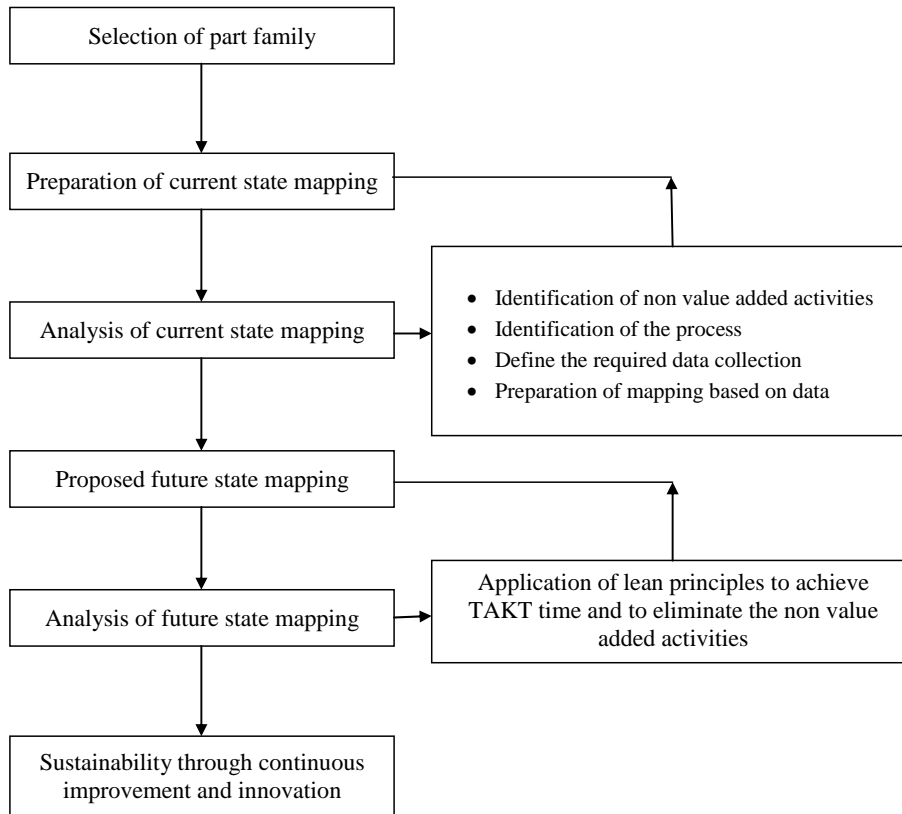 Selection of part family
Preparation of current state mapping
Analysis of current state mapping
• Identification of non value added activities
• Identification of the process
• Define the required data collection
• Preparation of mapping based on data
Proposed future state mapping
Analysis of future state mapping
Application of lean principles to achieve
TAKT time and to eliminate the non value
added activities
Sustainability through continuous
improvement and innovation